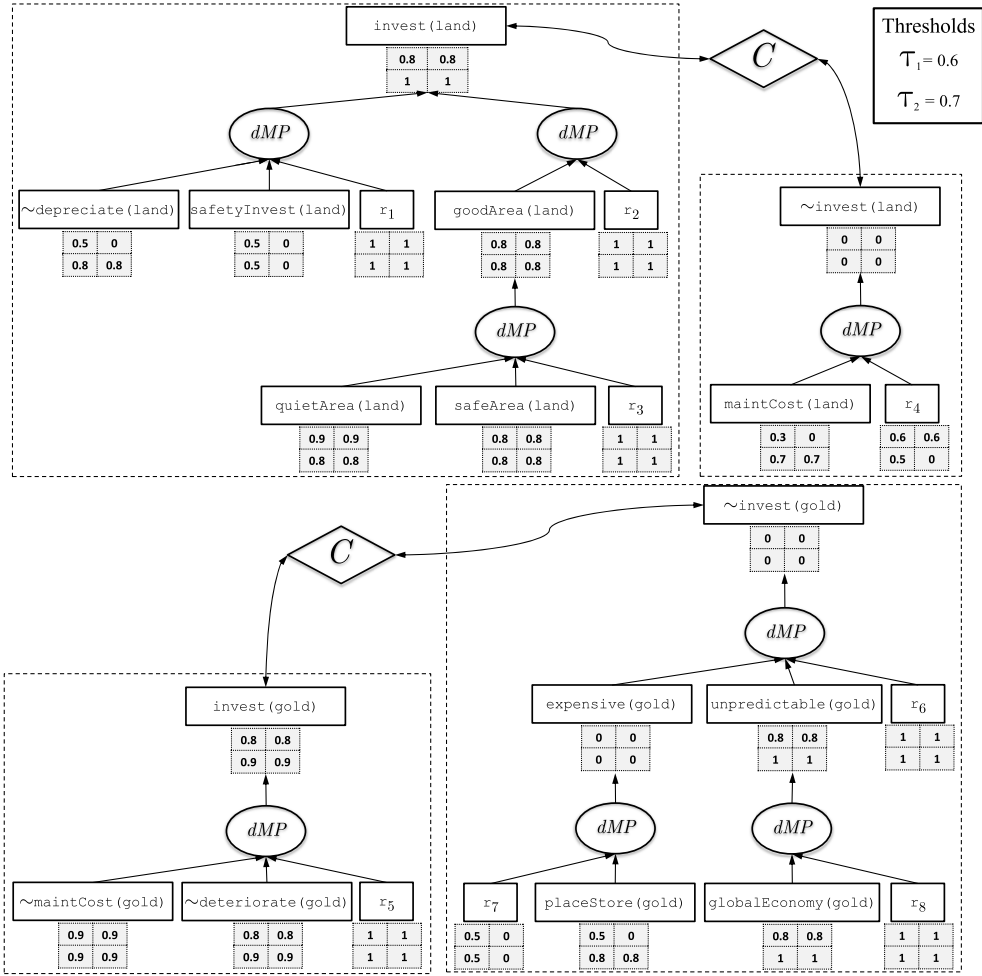 invest(land)
0.8 0.8
1 1
C
Thresholds
τ1 = 0.6
τ2 = 0.7
dMP dMP
~depreciate(land) safetyInvest(land) r1 goodArea(land) r2
0.5 0 0.5 0 1 1 0.8 0.8 1 1
0.8 0.8 0.5 0 1 1 0.8 0.8 1 1
~invest(land)
0 0
0 0
dMP dMP
quietArea(land) safeArea(land) r3
0.9 0.9 0.8 0.8 1 1
0.8 0.8 0.8 0.8 1 1
maintCost(land) r4
0.3 0 0.6 0.6
0.7 0.7 0.5 0
~invest(gold)
0 0
0 0
C
dMP
invest(gold)
0.8 0.8
0.9 0.9
expensive(gold) unpredictable(gold) r6
0 0 0.8 0.8 1 1
0 0 1 1 1 1
dMP dMP dMP
~maintCost(gold) ~deteriorate(gold) r5
0.9 0.9 0.8 0.8 1 1
0.9 0.9 0.9 0.9 1 1
r7 placeStore(gold) globalEconomy(gold) r8
0.5 0 0.5 0 0.8 0.8 1 1
0.5 0 0.8 0.8 1 1 1 1